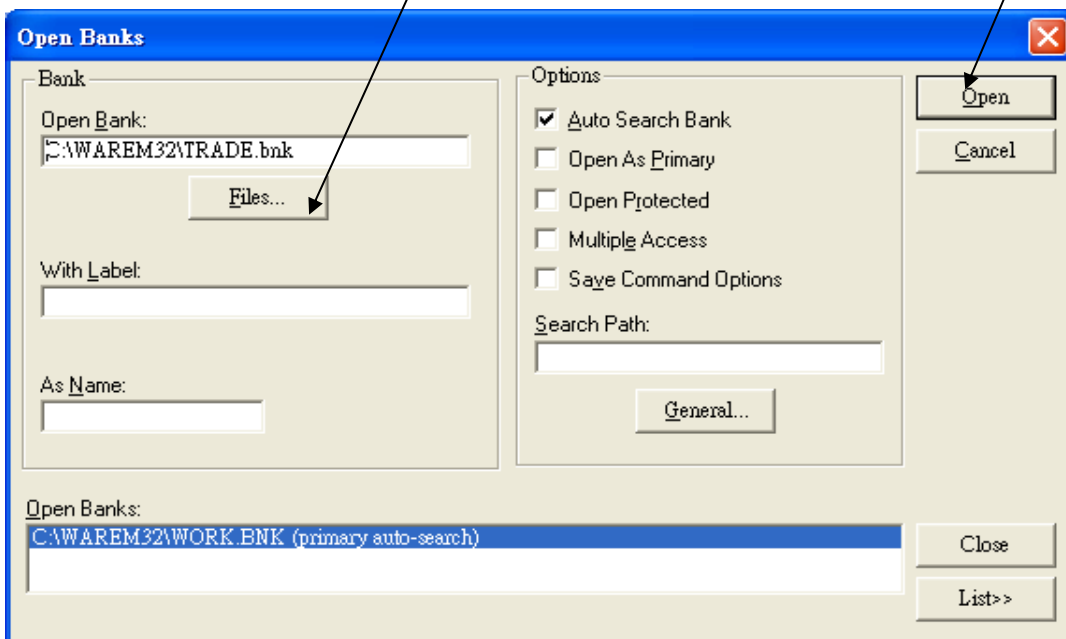 Open Banks
Bank
Open Bank:
C:\WAREM32\TRADE.bnk
Files...
With Label:
As Name:
Options
Auto Search Bank
Open As Primary
Open Protected
Multiple Access
Save Command Options
Search Path:
General...
Open
Cancel
Open Banks:
C:\WAREM32\WORK.BNK (primary auto-search)
Close
List>>